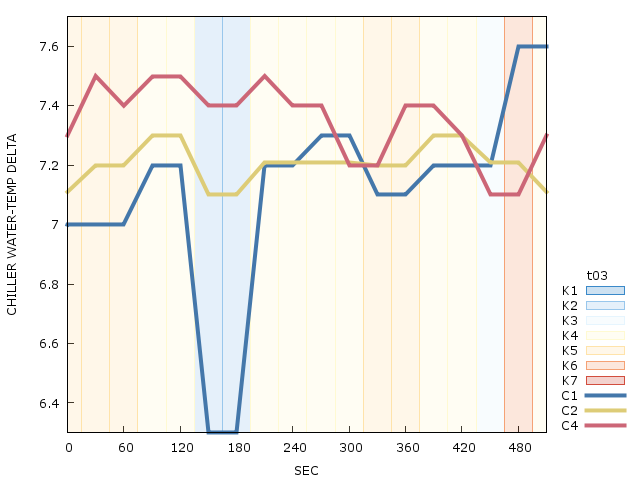 7.6
7.4
7.2
7
6.8
6.6
6.4
CHILLER WATER-TEMP DELTA
0 60 120 180 240 300 360 420 480
SEC
t03
K1
K2
K3
K4
K5
K6
K7
C1
C2
C4